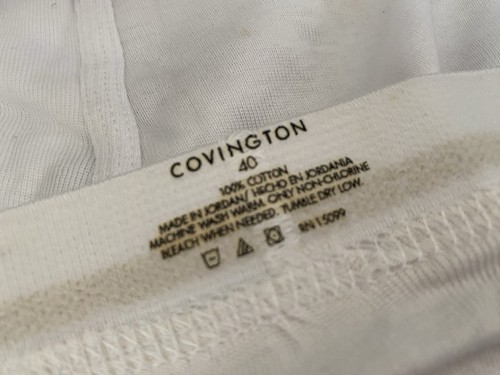 COVINGTON
40
100% COTTON
MADE IN JORDAN/ HECHO EN JORDANIA
MACHINE WASH WARM. ONLY NON-CHLORINE
BLEACH WHEN NEEDED. TUMBLE DRY LOW.
RN 15099